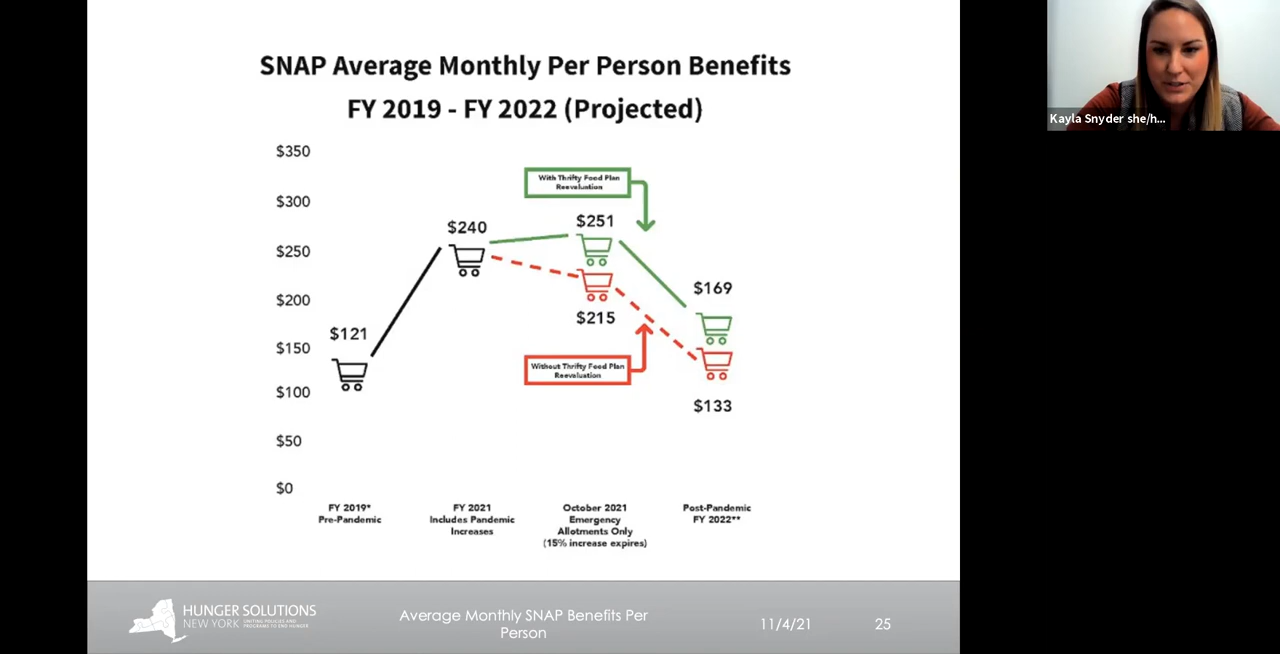 SNAP Average Monthly Per Person Benefits
FY 2019 - FY 2022 (Projected)
$350
$300
$250
$200
$150
$100
$50
$0
With Thrifty Food Plan
Reevaluation
$121
$240
$251
$215
$169
$133
Without Thrifty Food Plan
Reevaluation
FY 2019*
Pre-Pandemic
FY 2021
Includes Pandemic
Increases
October 2021
Emergency
Allotments Only
(15% increase expires)
Post-Pandemic
FY 2022**
HUNGER SOLUTIONS
NEW YORK
UNITING POLICIES AND
PROGRAMS TO END HUNGER
Average Monthly SNAP Benefits Per
Person
11/4/21
25
Kayla Snyder she/h...